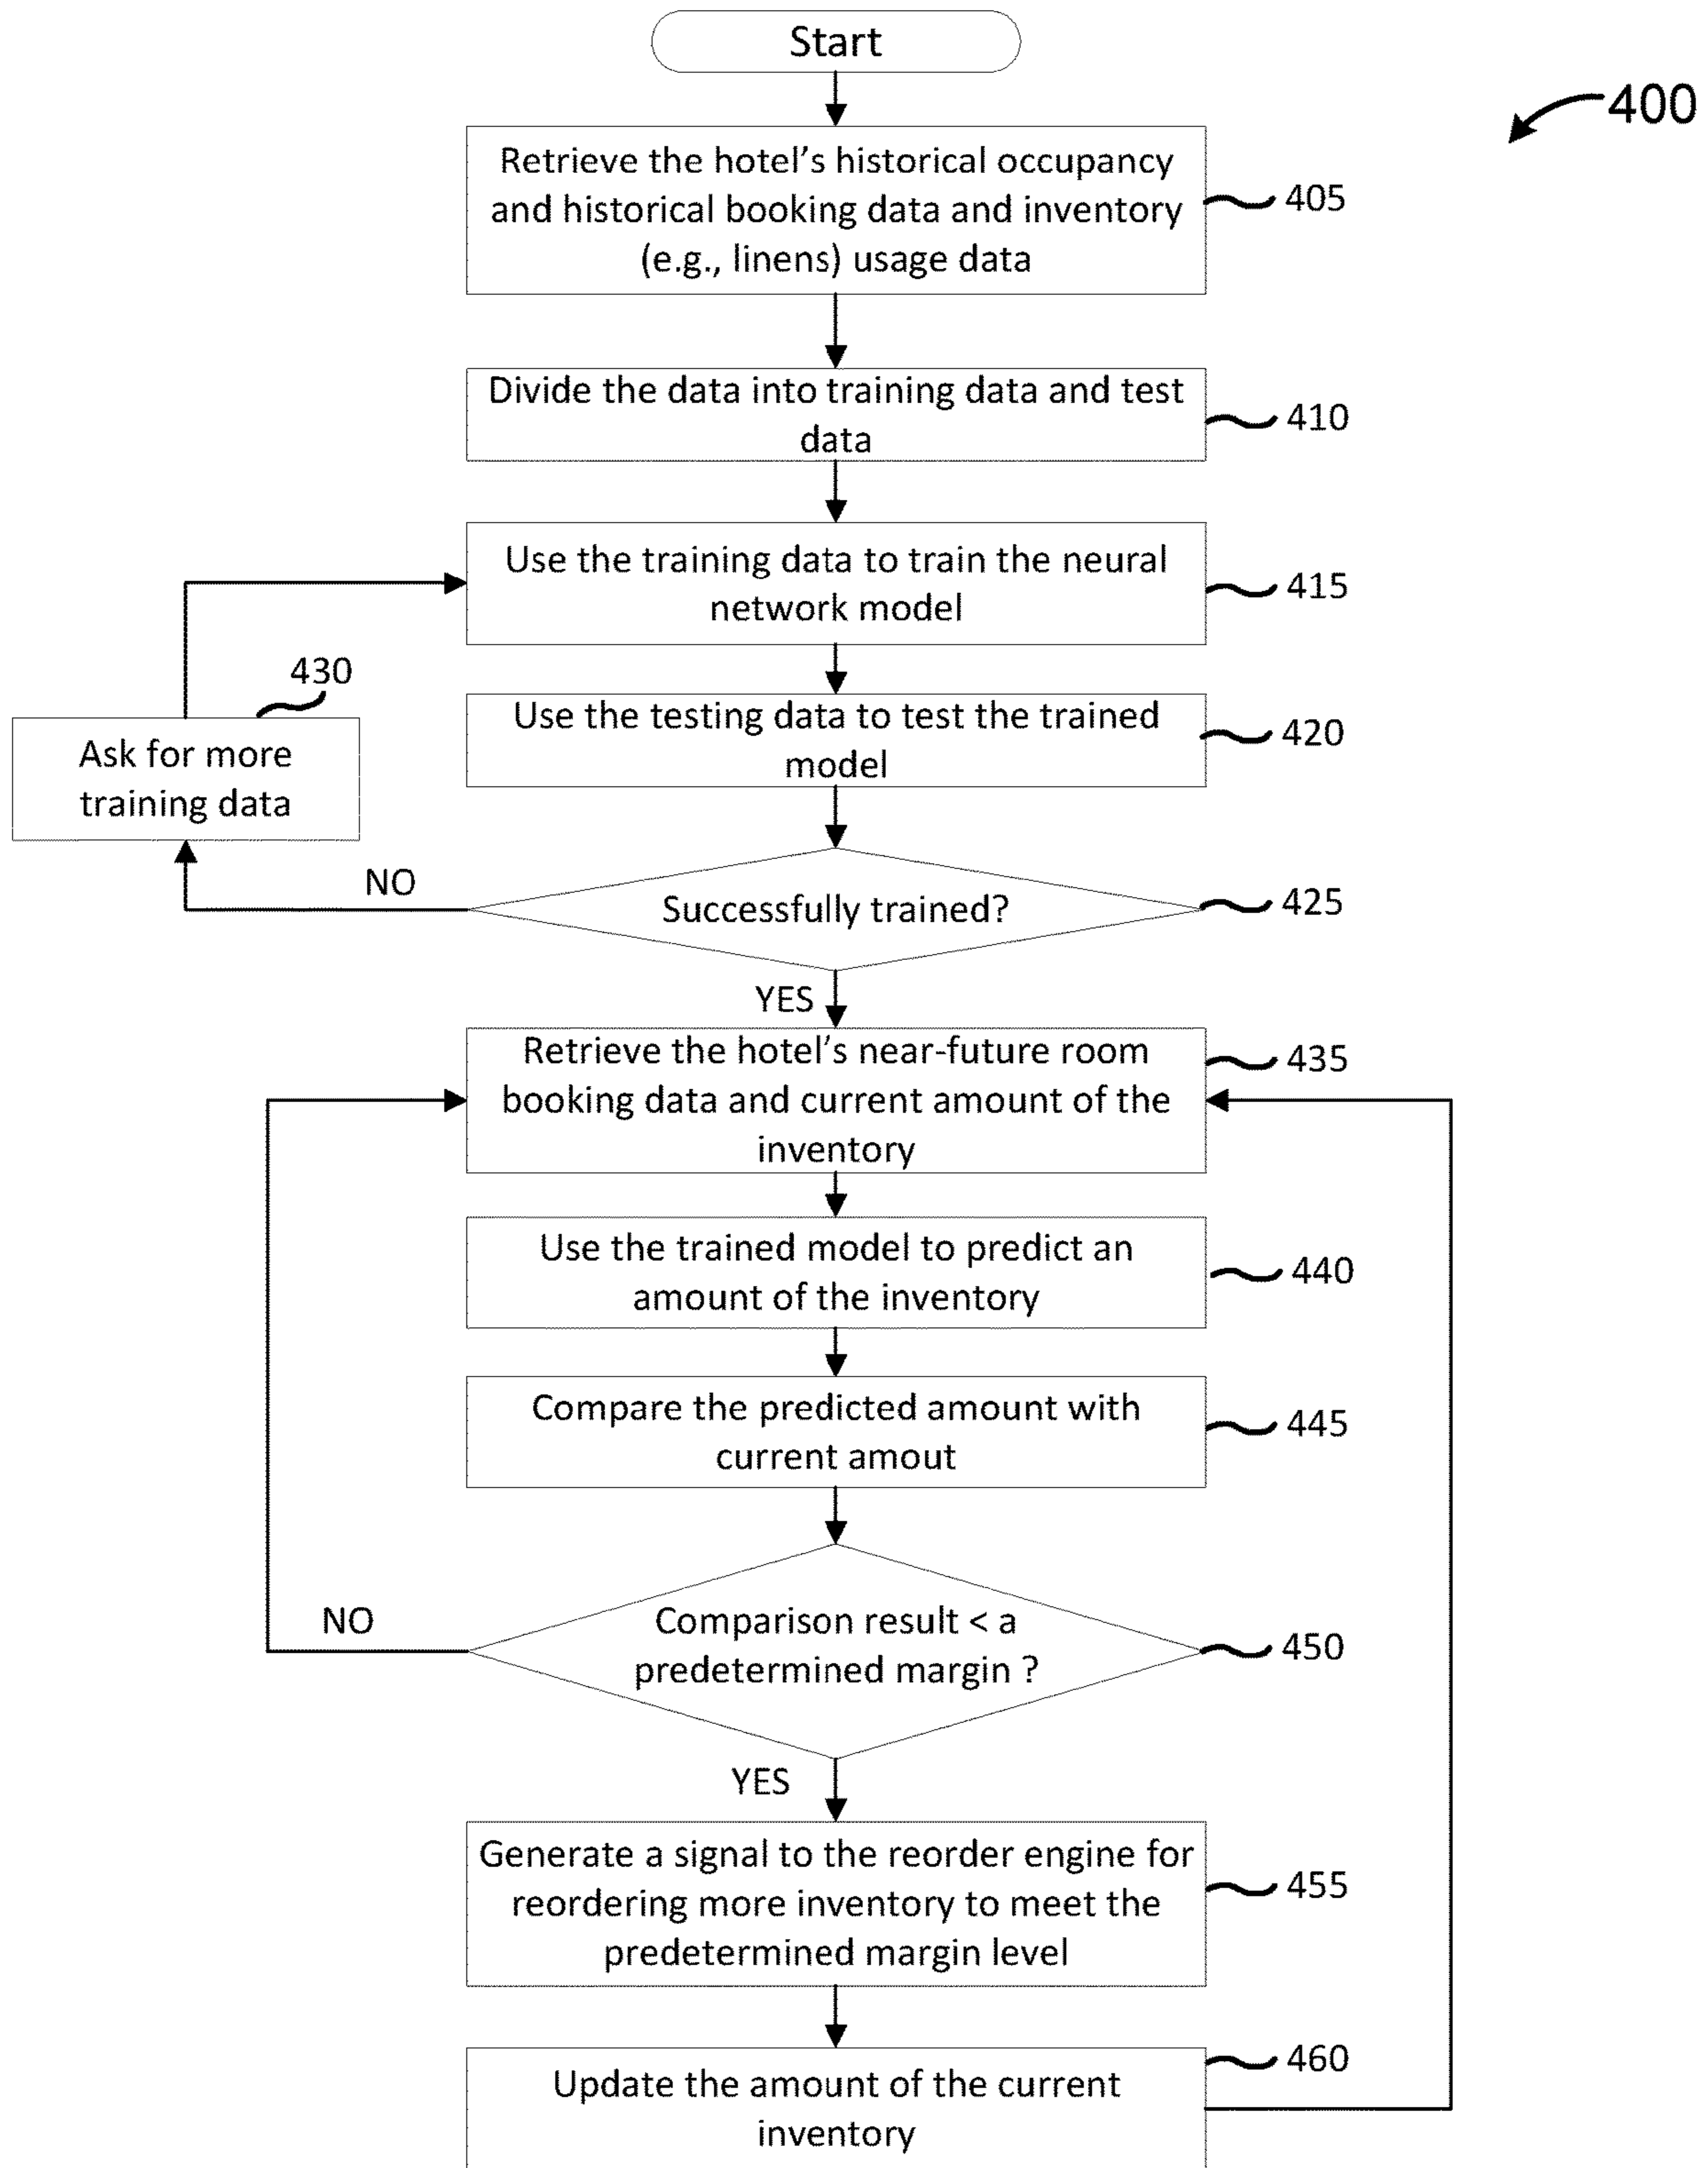 Start
400
Retrieve the hotel's historical occupancy
and historical booking data and inventory
(e.g., linens) usage data
405
Divide the data into training data and test
data
410
Use the training data to train the neural
network model
415
430
Ask for more
training data
Use the testing data to test the trained
model
420
NO
Successfully trained?
425
YES
Retrieve the hotel's near-future room
booking data and current amount of the
inventory
435
Use the trained model to predict an
amount of the inventory
440
Compare the predicted amount with
current amout
445
NO
Comparison result < a
predetermined margin ?
450
YES
Generate a signal to the reorder engine for
reordering more inventory to meet the
predetermined margin level
455
460
Update the amount of the current
inventory